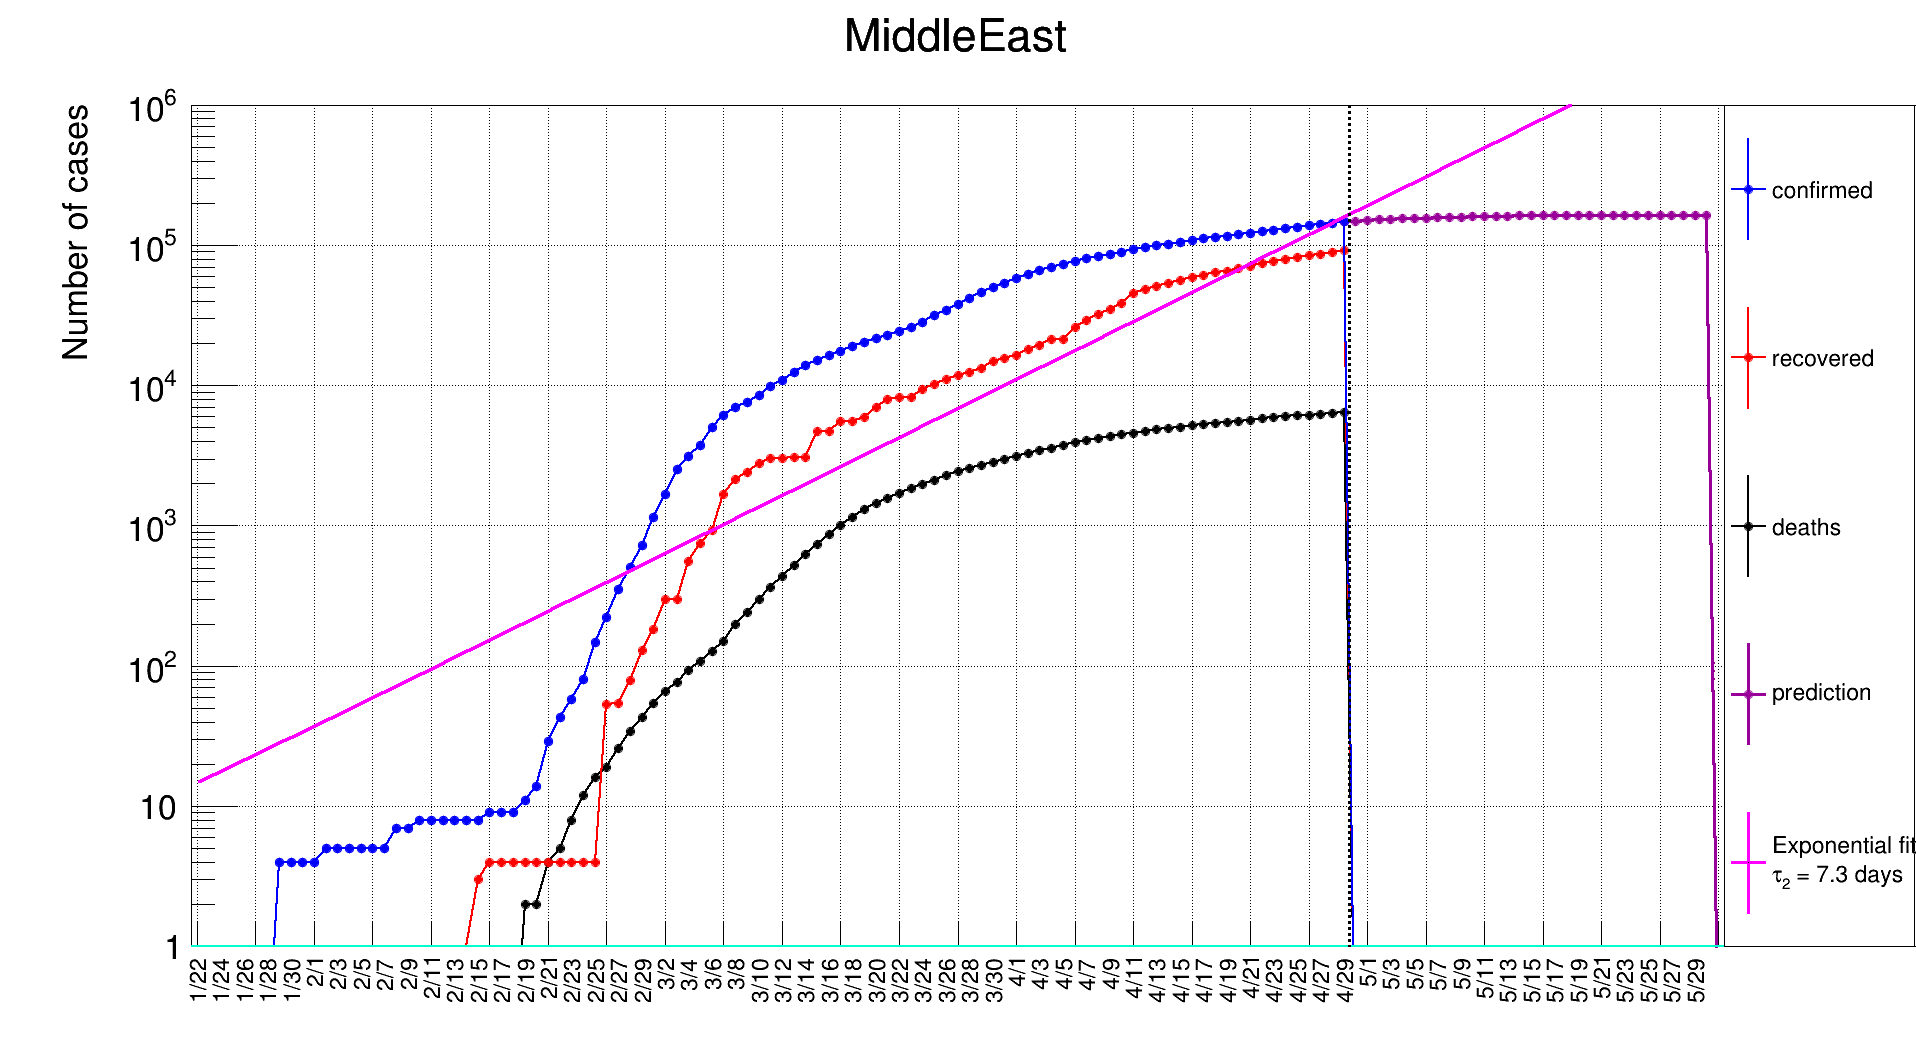 MiddleEast
Number of cases
10^6
10^5
10^4
10^3
10^2
10
1
1/22 1/24 1/26 1/28 1/30 2/1 2/3 2/5 2/7 2/9 2/11 2/13 2/15 2/17 2/19 2/21 2/23 2/25 2/27 2/29 3/2 3/4 3/6 3/8 3/10 3/12 3/14 3/16 3/18 3/20 3/22 3/24 3/26 3/28 3/30 4/1 4/3 4/5 4/7 4/9 4/11 4/13 4/15 4/17 4/19 4/21 4/23 4/25 4/27 4/29 5/1 5/3 5/5 5/7 5/9 5/11 5/13 5/15 5/17 5/19 5/21 5/23 5/25 5/27 5/29
confirmed
recovered
deaths
prediction
Exponential fit
τ₂ = 7.3 days